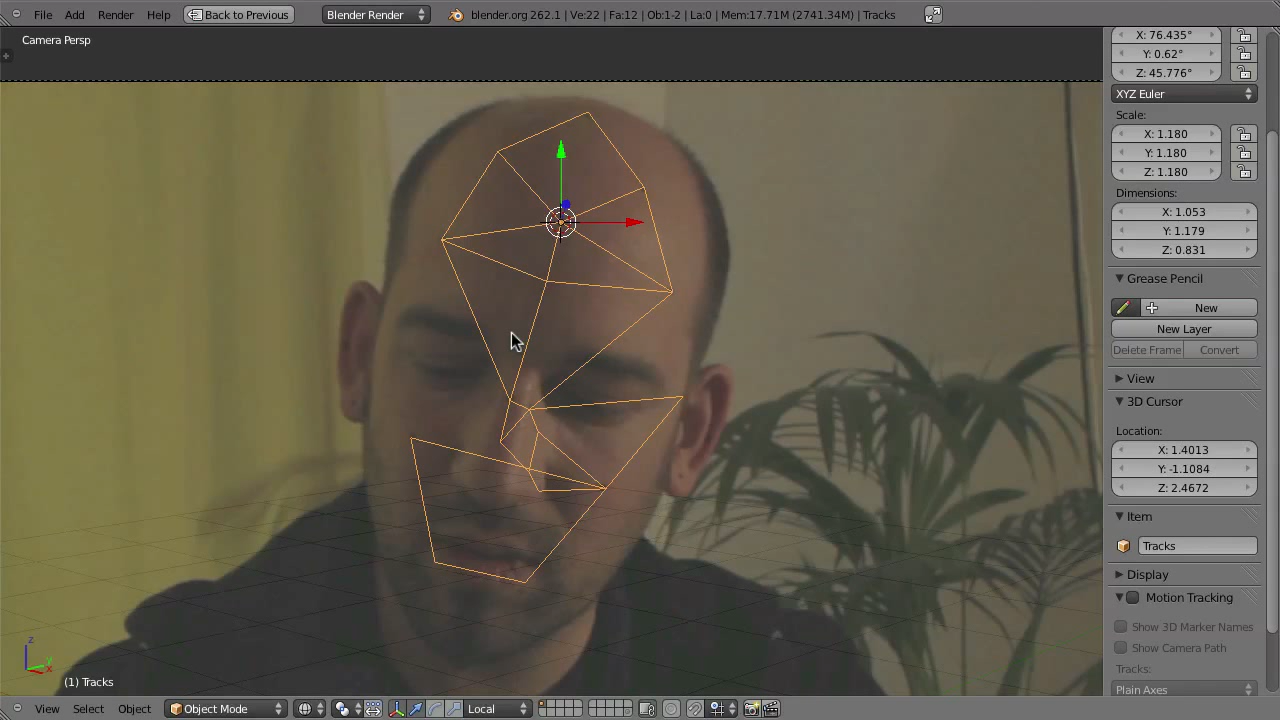 File Add Render Help Back to Previous Blender Render blender.org 262.1 | Ve:22 | Fa:12 | Ob:1-2 | La:0 | Mem:17.71M (2741.34M) | Tracks
Camera Persp
X: 76.435°
Y: 0.62°
Z: 45.776°
XYZ Euler
Scale:
X: 1.180
Y: 1.180
Z: 1.180
Dimensions:
X: 1.053
Y: 1.179
Z: 0.831
Grease Pencil
New
New Layer
Delete Frame Convert
View
3D Cursor
Location:
X: 1.4013
Y: -1.1084
Z: 2.4672
Item
Tracks
Display
Motion Tracking
Show 3D Marker Names
Show Camera Path
Tracks:
Plain Axes
z
y
x
(1) Tracks
View Select Object Object Mode Local